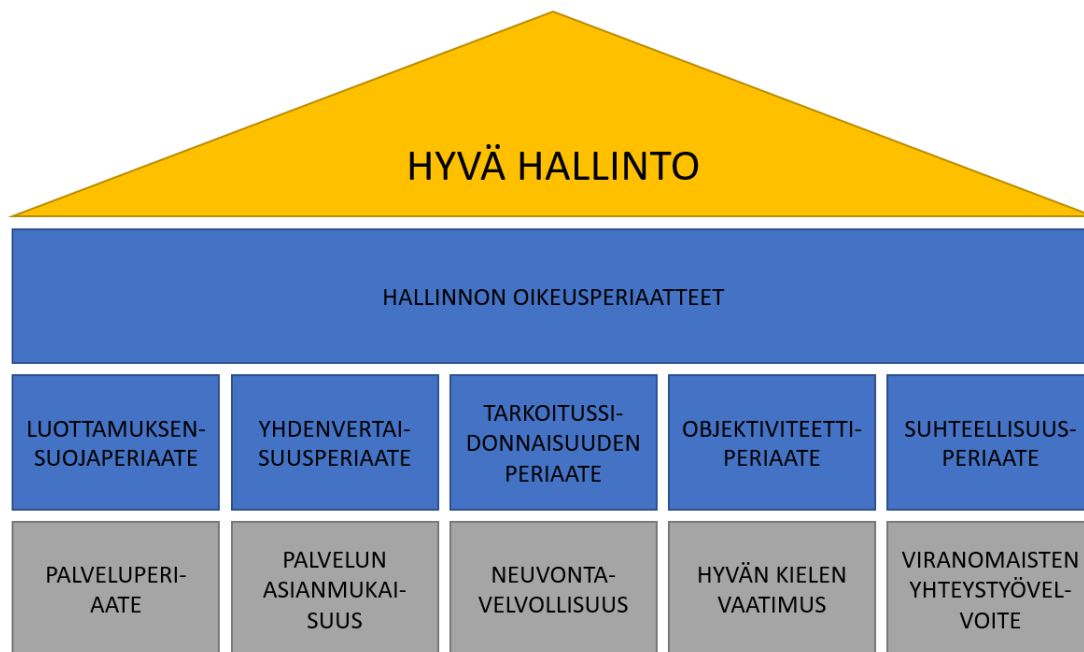 HYVÄ HALLINTO
HALLINNON OIKEUSPERIAATTEET
LUOTTAMUKSEN-
SUOJAPERIAATE
YHDENVERTAI-
SUUSPERIAATE
TARKOITUSSI-
DONNAISUUDEN
PERIAATE
OBJEKTIVITEETTI-
PERIAATE
SUHTEELLISUUS-
PERIAATE
PALVELUPERI-
AATE
PALVELUN
ASIANMUKAI-
SUUS
NEUVONTA-
VELVOLLISUUS
HYVÄN KIELEN
VAATIMUS
VIRANOMAISTEN
YHTEYSTYÖVEL-
VOITE